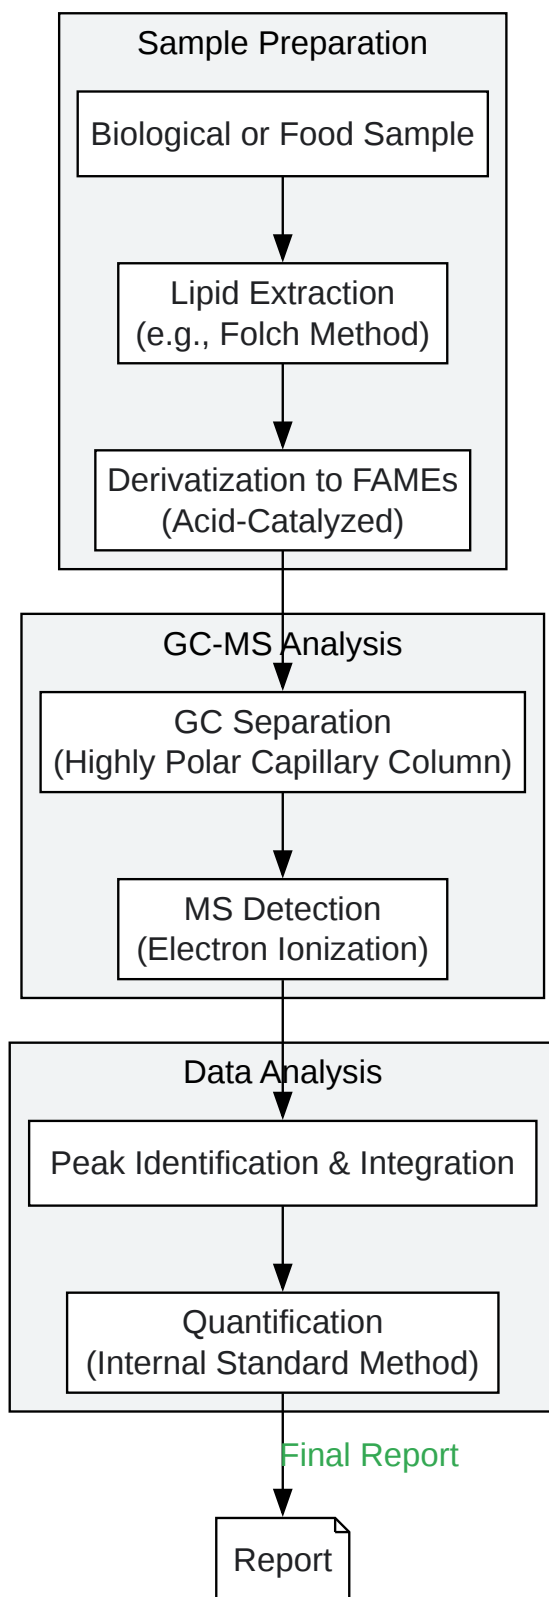 Sample Preparation
Biological or Food Sample
Lipid Extraction
(e.g., Folch Method)
Derivatization to FAMEs
(Acid-Catalyzed)
GC-MS Analysis
GC Separation
(Highly Polar Capillary Column)
MS Detection
(Electron Ionization)
Data Analysis
Peak Identification & Integration
Quantification
(Internal Standard Method)
Final Report
Report